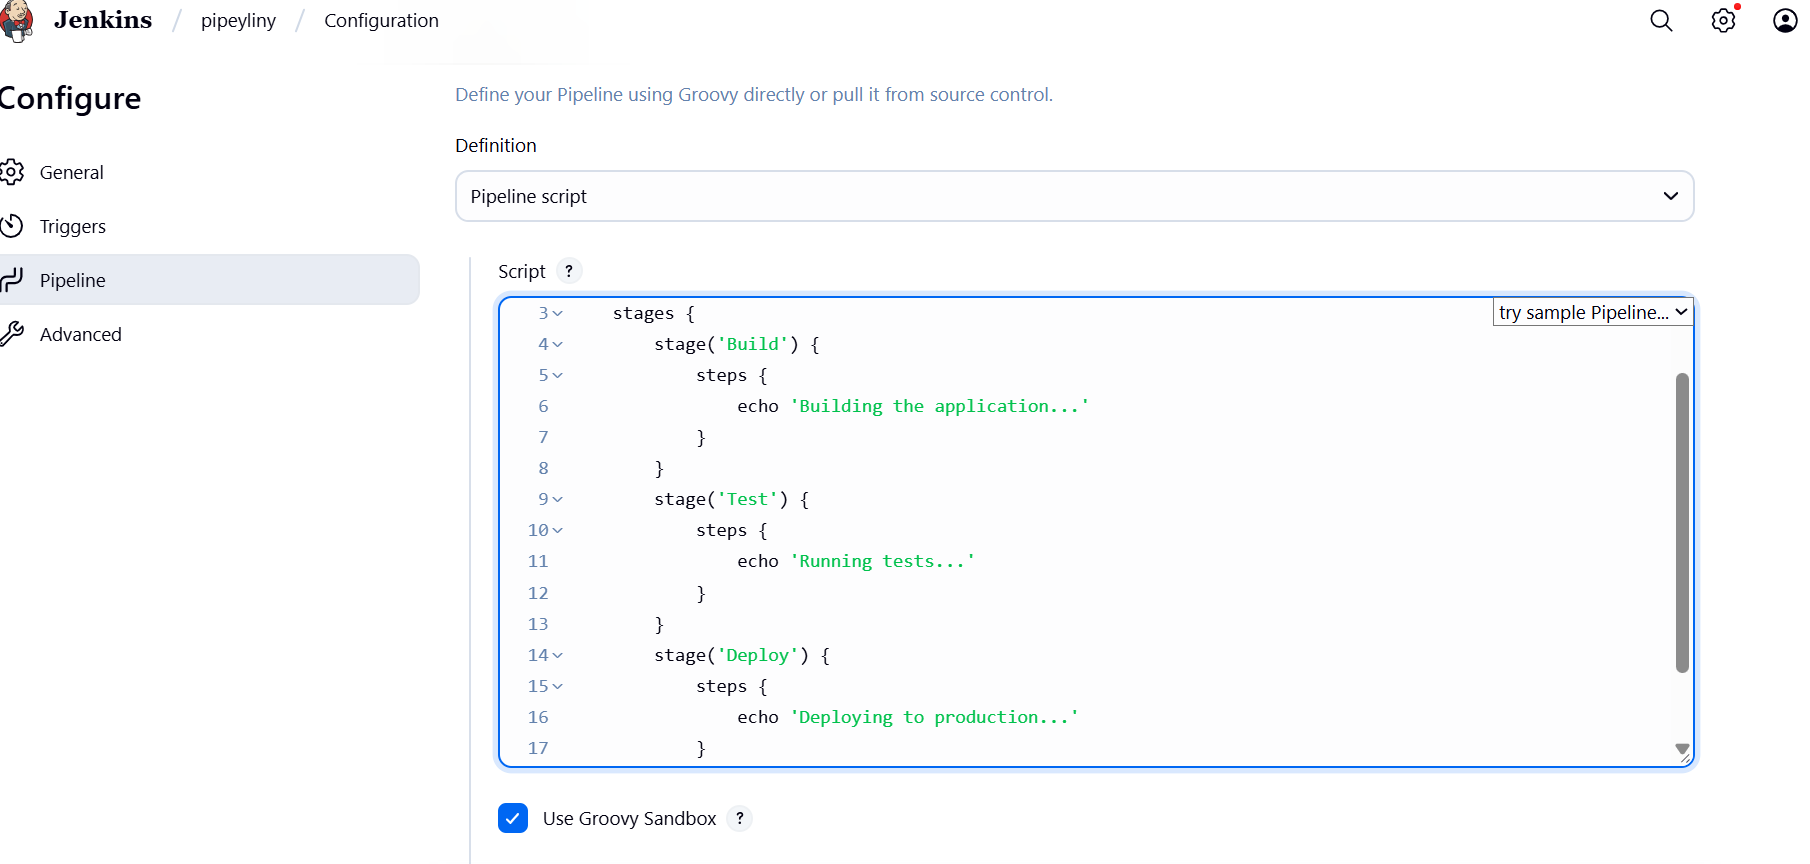 Jenkins / pipeyliny / Configuration
Configure
General
Triggers
Pipeline
Advanced
Define your Pipeline using Groovy directly or pull it from source control.
Definition
Pipeline script
Script ?
try sample Pipeline...
3 stages {
4 stage('Build') {
5 steps {
6 echo 'Building the application...'
7 }
8 }
9 stage('Test') {
10 steps {
11 echo 'Running tests...'
12 }
13 }
14 stage('Deploy') {
15 steps {
16 echo 'Deploying to production...'
17 }
Use Groovy Sandbox ?